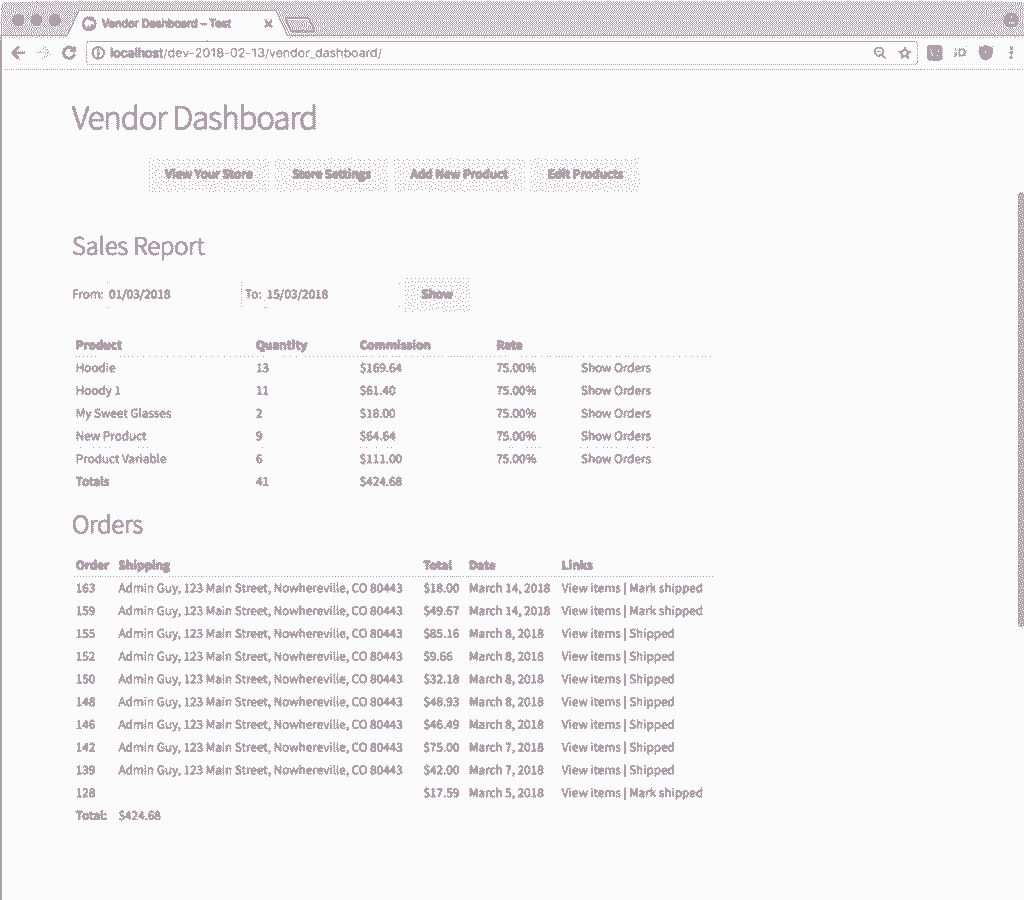 Vendor Dashboard – Test
localhost/dev-2018-02-13/vendor_dashboard/
Vendor Dashboard
View Your Store Store Settings Add New Product Edit Products
Sales Report
From: 01/03/2018 To: 15/03/2018 Show
Product Quantity Commission Rate
Hoodie 13 $169.64 75.00% Show Orders
Hoody 1 11 $61.40 75.00% Show Orders
My Sweet Glasses 2 $18.00 75.00% Show Orders
New Product 9 $64.64 75.00% Show Orders
Product Variable 6 $111.00 75.00% Show Orders
Totals 41 $424.68
Orders
Order Shipping Total Date Links
163 Admin Guy, 123 Main Street, Nowhereville, CO 80443 $18.00 March 14, 2018 View items | Mark shipped
159 Admin Guy, 123 Main Street, Nowhereville, CO 80443 $49.67 March 14, 2018 View items | Mark shipped
155 Admin Guy, 123 Main Street, Nowhereville, CO 80443 $85.16 March 8, 2018 View items | Shipped
152 Admin Guy, 123 Main Street, Nowhereville, CO 80443 $9.66 March 8, 2018 View items | Shipped
150 Admin Guy, 123 Main Street, Nowhereville, CO 80443 $32.18 March 8, 2018 View items | Shipped
148 Admin Guy, 123 Main Street, Nowhereville, CO 80443 $48.93 March 8, 2018 View items | Shipped
146 Admin Guy, 123 Main Street, Nowhereville, CO 80443 $46.49 March 8, 2018 View items | Shipped
142 Admin Guy, 123 Main Street, Nowhereville, CO 80443 $75.00 March 7, 2018 View items | Shipped
139 Admin Guy, 123 Main Street, Nowhereville, CO 80443 $42.00 March 7, 2018 View items | Shipped
128 $17.59 March 5, 2018 View items | Mark shipped
Total: $424.68